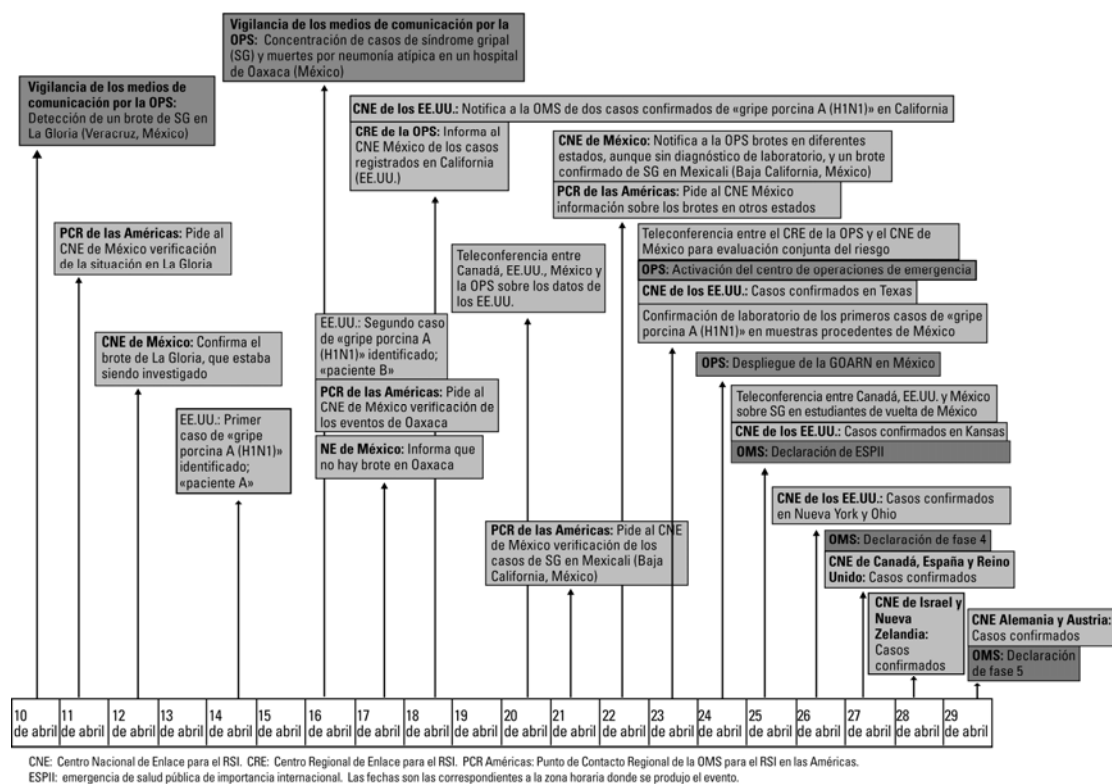 Vigilancia de los medios de
comunicación por la OPS:
Detección de un brote de SG en
La Gloria (Veracruz, México)
PCR de las Américas: Pide al
CNE de México verificación
de la situación en La Gloria
CNE de México: Confirma el
brote de La Gloria, que estaba
siendo investigado
EE.UU.: Primer
caso de «gripe
porcina A (H1N1)»
identificado;
«paciente A»
Vigilancia de los medios de comunicación por la
OPS: Concentración de casos de síndrome gripal
(SG) y muertes por neumonía atípica en un hospital
de Oaxaca (México)
EE.UU.: Segundo caso
de «gripe porcina A
(H1N1)» identificado;
«paciente B»
PCR de las Américas: Pide al
CNE de México verificación de
los eventos de Oaxaca
NE de México: Informa que
no hay brote en Oaxaca
CNE de los EE.UU.: Notifica a la OMS de dos casos confirmados de «gripe porcina A (H1N1)» en California
CRE de la OPS: Informa al
CNE México de los casos
registrados en California
(EE.UU.)
Teleconferencia entre
Canadá, EE.UU., México y
la OPS sobre los datos de
los EE.UU.
PCR de las Américas: Pide al CNE
de México verificación de los
casos de SG en Mexicali (Baja
California, México)
CNE de México: Notifica a la OPS brotes en diferentes
estados, aunque sin diagnóstico de laboratorio, y un brote
confirmado de SG en Mexicali (Baja California, México)
PCR de las Américas: Pide al CNE México
información sobre los brotes en otros estados
Teleconferencia entre el CRE de la OPS y el CNE de
México para evaluación conjunta del riesgo
OPS: Activación del centro de operaciones de emergencia
CNE de los EE.UU.: Casos confirmados en Texas
Confirmación de laboratorio de los primeros casos de «gripe
porcina A (H1N1)» en muestras procedentes de México
OPS: Despliegue de la GOARN en México
Teleconferencia entre Canadá, EE.UU. y México
sobre SG en estudiantes de vuelta de México
CNE de los EE.UU.: Casos confirmados en Kansas
OMS: Declaración de ESPII
CNE de los EE.UU.: Casos confirmados
en Nueva York y Ohio
OMS: Declaración de fase 4
CNE de Canadá, España y Reino
Unido: Casos confirmados
CNE de Israel y
Nueva
Zelandia:
Casos
confirmados
CNE Alemania y Austria:
Casos confirmados
OMS: Declaración
de fase 5
10 de abril
11 de abril
12 de abril
13 de abril
14 de abril
15 de abril
16 de abril
17 de abril
18 de abril
19 de abril
20 de abril
21 de abril
22 de abril
23 de abril
24 de abril
25 de abril
26 de abril
27 de abril
28 de abril
29 de abril
CNE: Centro Nacional de Enlace para el RSI. CRE: Centro Regional de Enlace para el RSI. PCR Américas: Punto de Contacto Regional de la OMS para el RSI en las Américas.
ESPII: emergencia de salud pública de importancia internacional. Las fechas son las correspondientes a la zona horaria donde se produjo el evento.